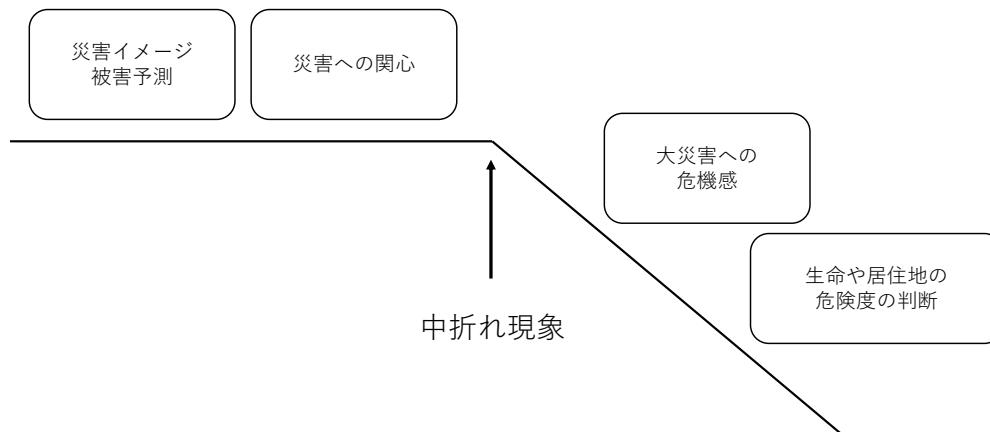 災害イメージ
被害予測
災害への関心
大災害への
危機感
生命や居住地の
危険度の判断
中折れ現象